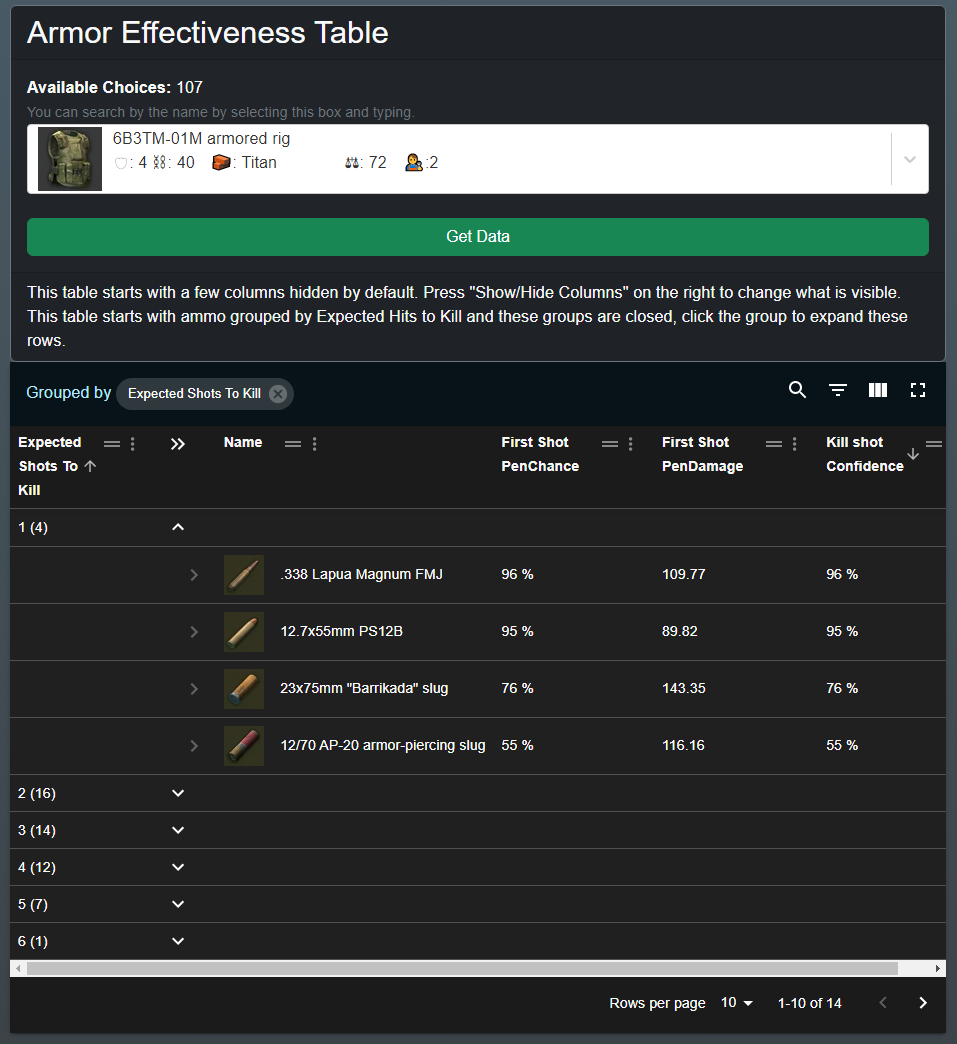 Armor Effectiveness Table
Available Choices: 107
You can search by the name by selecting this box and typing.
6B3TM-01M armored rig
: 4 : 40 : Titan : 72 :2
Get Data
This table starts with a few columns hidden by default. Press "Show/Hide Columns" on the right to change what is visible.
This table starts with ammo grouped by Expected Hits to Kill and these groups are closed, click the group to expand these
rows.
Grouped by Expected Shots To Kill
Expected Shots To Kill Name First Shot PenChance First Shot PenDamage Kill shot Confidence
1 (4)
.338 Lapua Magnum FMJ 96 % 109.77 96 %
12.7x55mm PS12B 95 % 89.82 95 %
23x75mm "Barrikada" slug 76 % 143.35 76 %
12/70 AP-20 armor-piercing slug 55 % 116.16 55 %
2 (16)
3 (14)
4 (12)
5 (7)
6 (1)
Rows per page 10 1-10 of 14